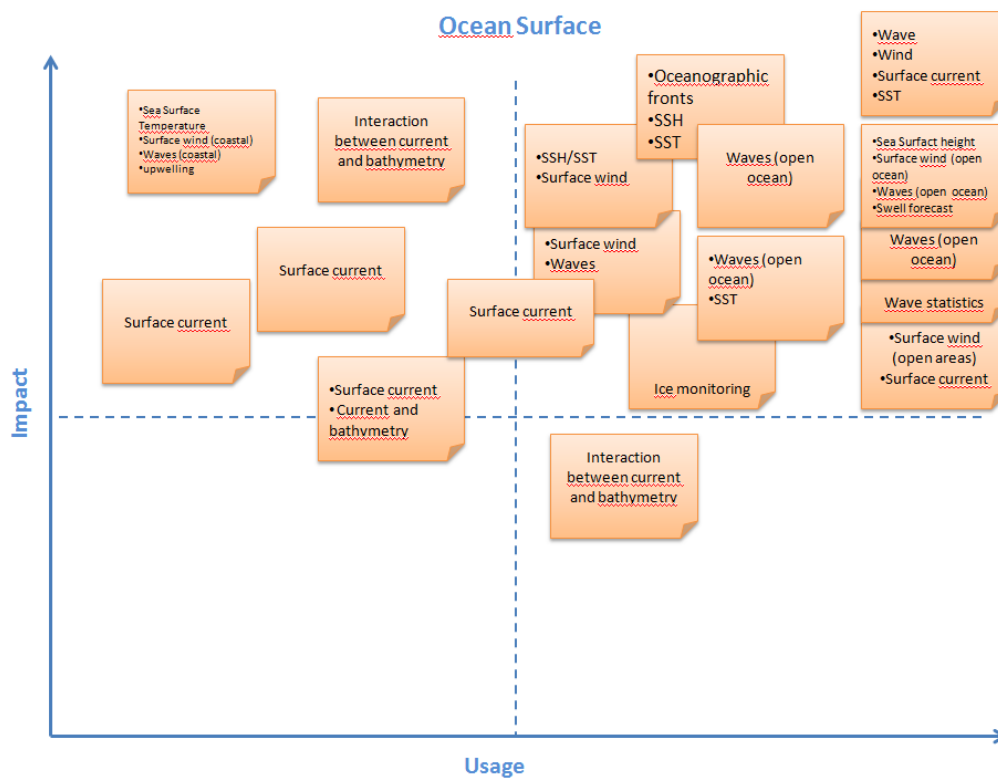 Ocean Surface
Impact
•Sea Surface
Temperature
•Surface wind (coastal)
•Waves (coastal)
•upwelling
Interaction
between current
and bathymetry
•SSH/SST
•Surface wind
•Oceanographic
fronts
•SSH
•SST
Waves (open
ocean)
•Wave
•Wind
•Surface current
•SST
•Sea Surfact height
•Surface wind (open
ocean)
•Waves (open ocean)
•Swell forecast
Surface current
Surface current
Surface current
•Surface wind
•Waves
•Waves (open
ocean)
•SST
Waves (open
ocean)
Wave statistics
•Surface wind
(open areas)
•Surface current
•Surface current
•Current and
bathymetry
Ice monitoring
Interaction
between current
and bathymetry
Usage